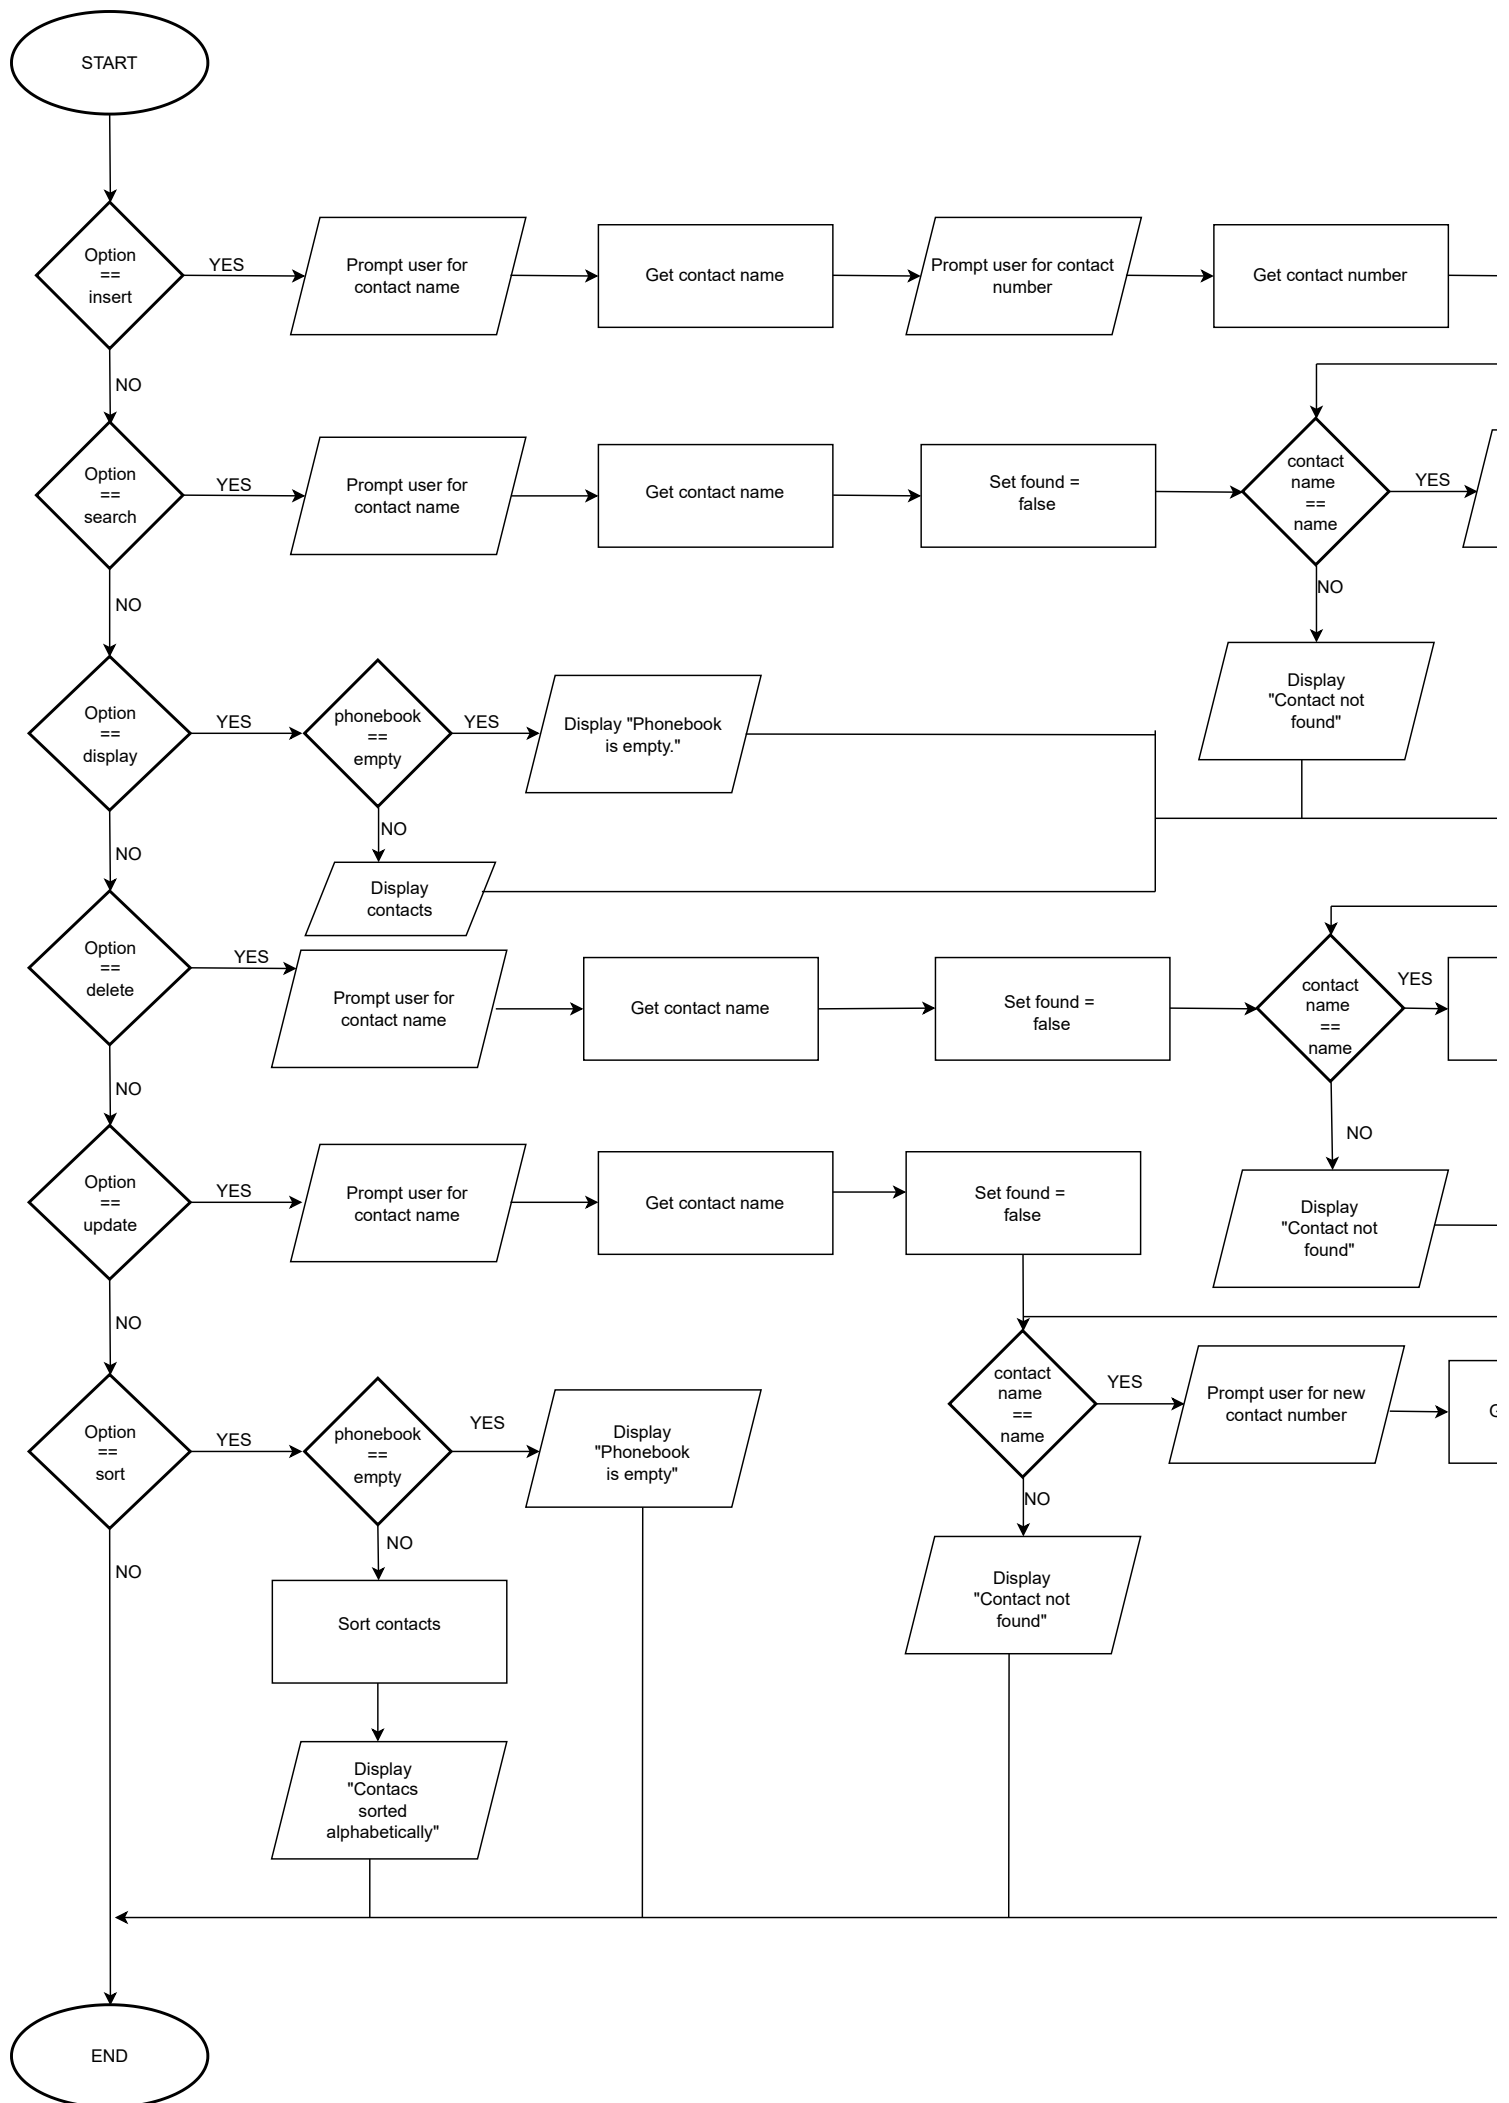 START
Option
==
insert
YES
Prompt user for
contact name
Get contact name
Prompt user for contact
number
Get contact number
NO
Option
==
search
YES
Prompt user for
contact name
Get contact name
Set found =
false
contact
name
==
name
YES
NO
Display
"Contact not
found"
NO
Option
==
display
YES
phonebook
==
empty
YES
Display "Phonebook
is empty."
NO
Display
contacts
NO
Option
==
delete
YES
Prompt user for
contact name
Get contact name
Set found =
false
contact
name
==
name
YES
NO
Display
"Contact not
found"
NO
Option
==
update
YES
Prompt user for
contact name
Get contact name
Set found =
false
contact
name
==
name
YES
Prompt user for new
contact number
NO
Display
"Contact not
found"
NO
Option
==
sort
YES
phonebook
==
empty
YES
Display
"Phonebook
is empty"
NO
Sort contacts
Display
"Contacs
sorted
alphabetically"
NO
END